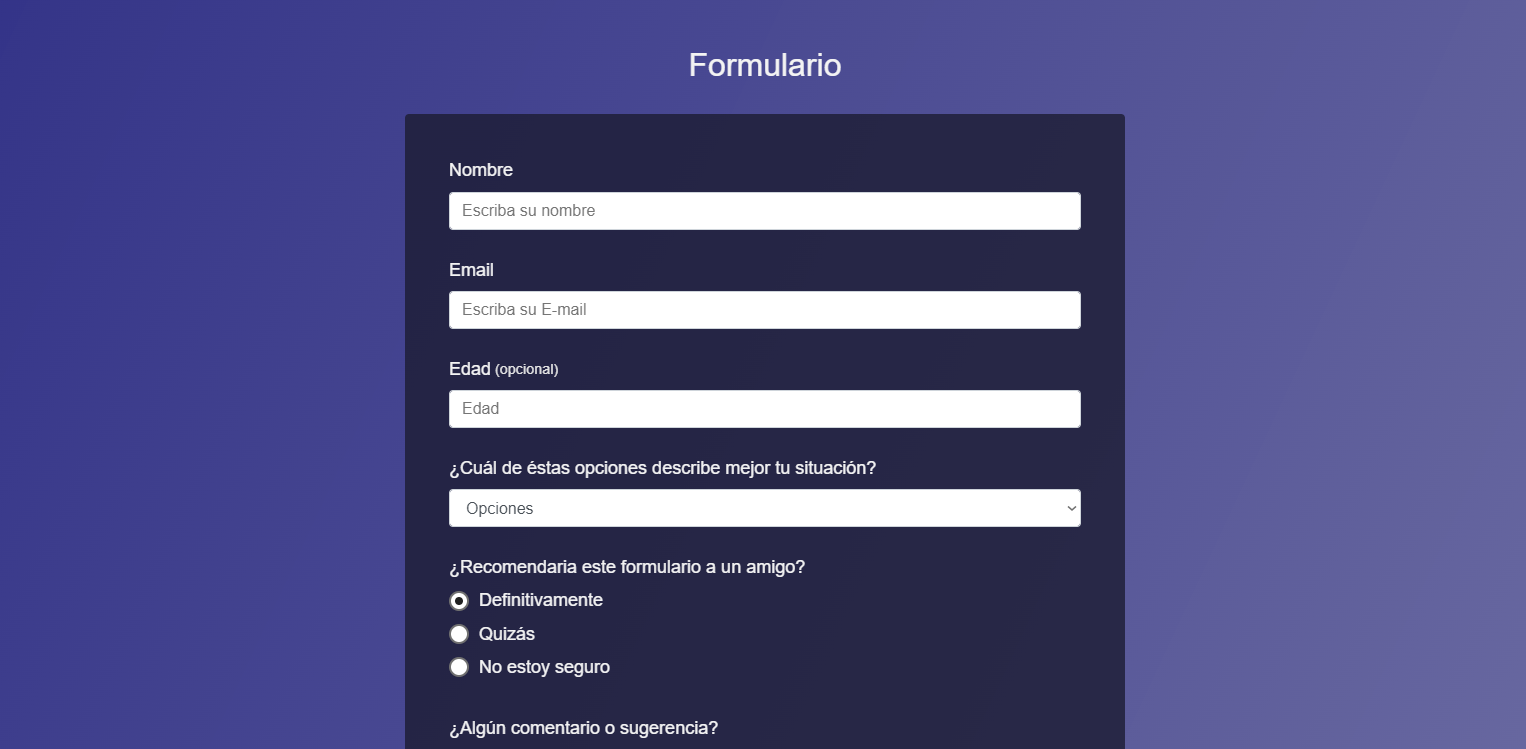 Formulario
Nombre
Escriba su nombre
Email
Escriba su E-mail
Edad (opcional)
Edad
¿Cuál de éstas opciones describe mejor tu situación?
Opciones
¿Recomendaria este formulario a un amigo?
Definitivamente
Quizás
No estoy seguro
¿Algún comentario o sugerencia?